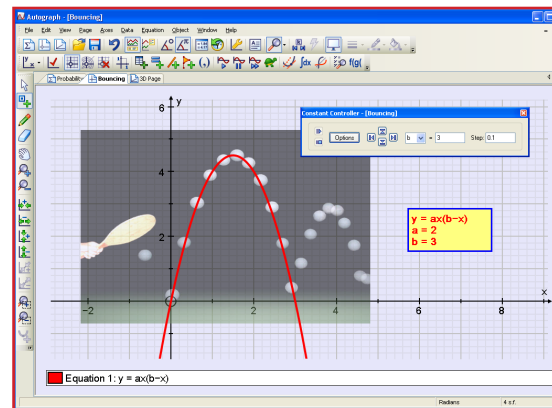 Autograph - [Bouncing]
File Edit View Page Axes Data Equation Object Window Help
Probability Bouncing 3D Page
y
6
4
2
-2 2 4 6 8
x
Constant Controller - [Bouncing]
Options b = 3 Step: 0.1
y = ax(b-x)
a = 2
b = 3
Equation 1: y = ax(b-x)
Radians 4 s.f.